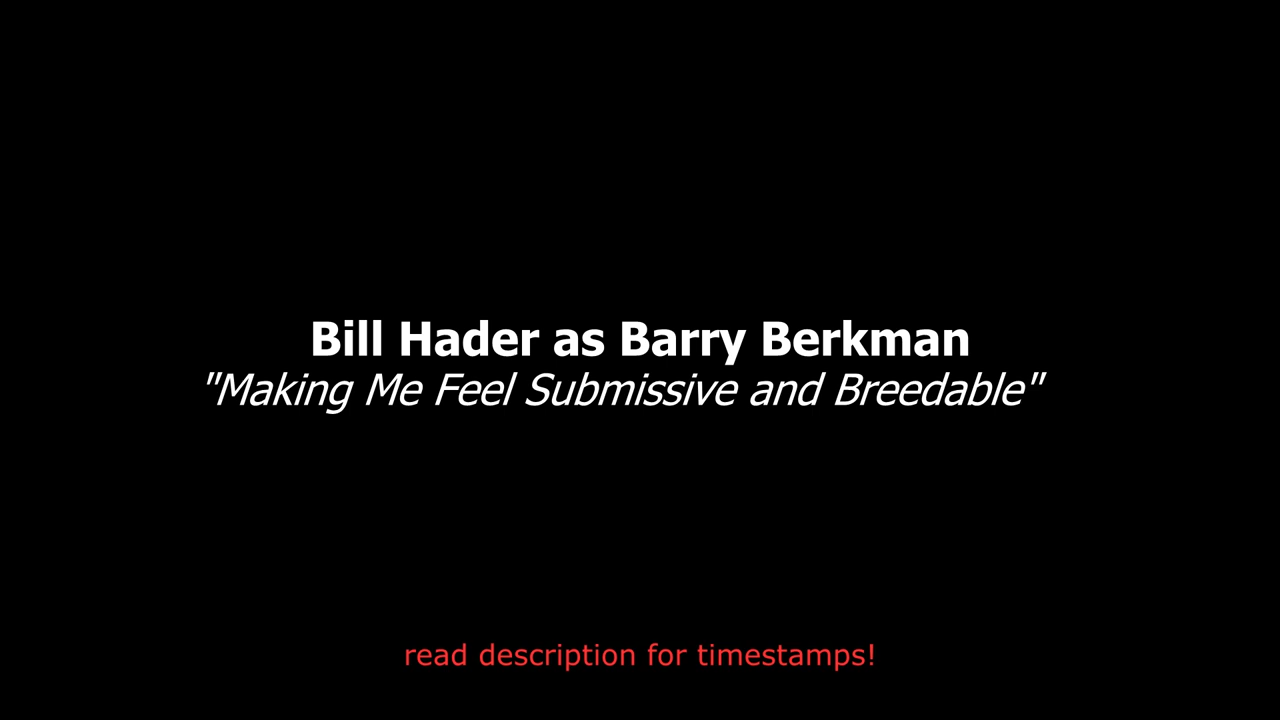 Bill Hader as Barry Berkman
"Making Me Feel Submissive and Breedable"
read description for timestamps!